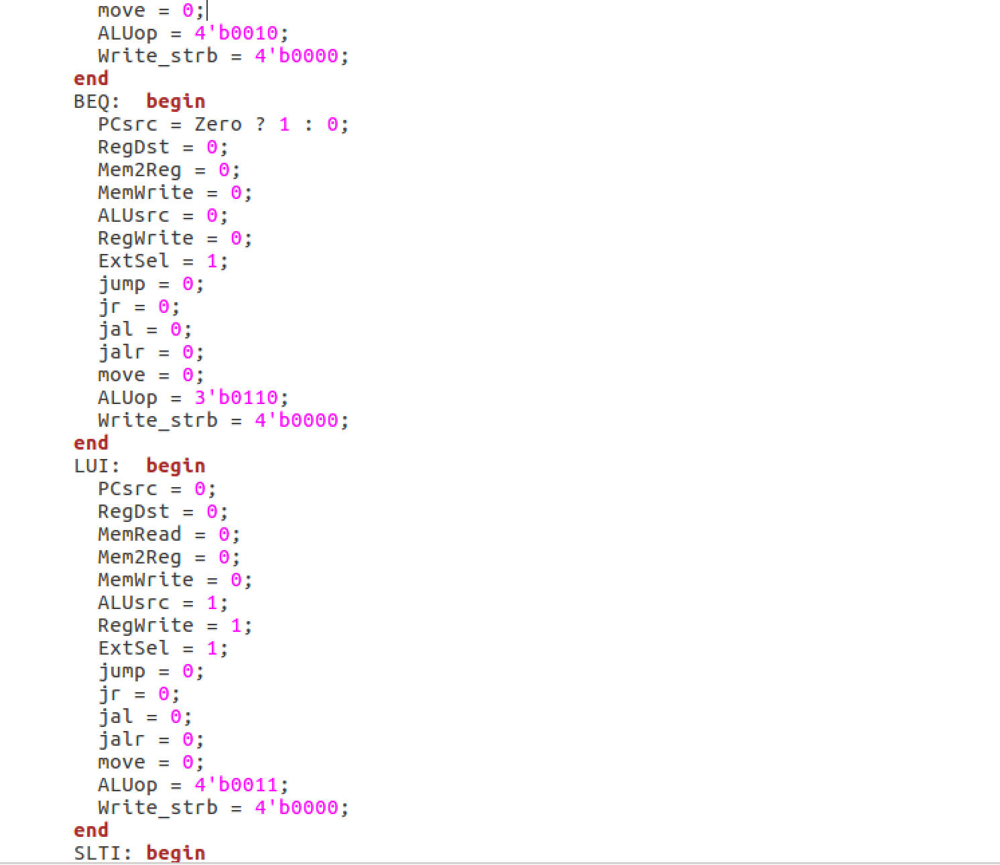 move = 0;
ALUop = 4'b0010;
Write_strb = 4'b0000;
end
BEQ:  begin
PCsrc = Zero ? 1 : 0;
RegDst = 0;
Mem2Reg = 0;
MemWrite = 0;
ALUsrc = 0;
RegWrite = 0;
ExtSel = 1;
jump = 0;
jr = 0;
jal = 0;
jalr = 0;
move = 0;
ALUop = 3'b0110;
Write_strb = 4'b0000;
end
LUI:  begin
PCsrc = 0;
RegDst = 0;
MemRead = 0;
Mem2Reg = 0;
MemWrite = 0;
ALUsrc = 1;
RegWrite = 1;
ExtSel = 1;
jump = 0;
jr = 0;
jal = 0;
jalr = 0;
move = 0;
ALUop = 4'b0011;
Write_strb = 4'b0000;
end
SLTI: begin